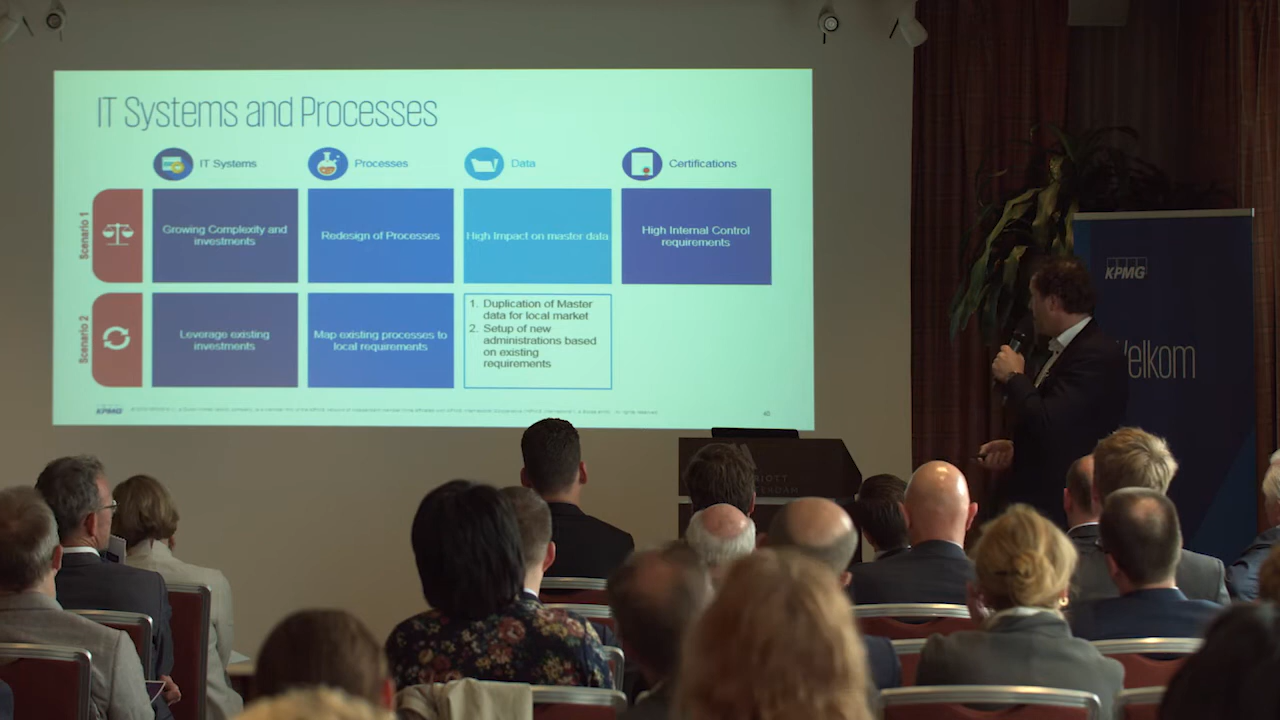 IT Systems and Processes
IT Systems
Processes
Data
Certifications
Scenario 1
Growing Complexity and
investments
Redesign of Processes
High Impact on master data
High Internal Control
requirements
Scenario 2
Leverage existing
investments
Map existing processes to
local requirements
1. Duplication of Master
data for local market
2. Setup of new
administrations based
on existing
requirements
KPMG
KPMG
Velkom